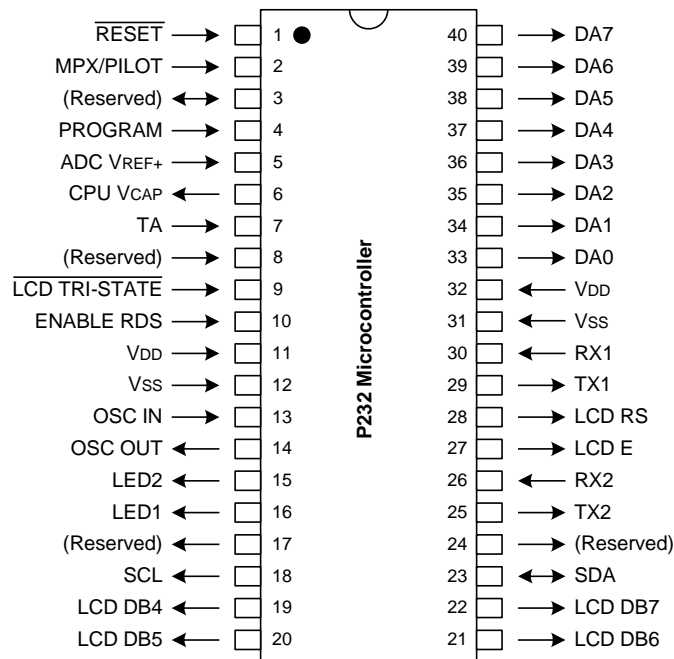 RESET 1 40 DA7
MPX/PILOT 2 39 DA6
(Reserved) 3 38 DA5
PROGRAM 4 37 DA4
ADC VREF+ 5 36 DA3
CPU VCAP 6 35 DA2
TA 7 34 DA1
(Reserved) 8 33 DA0
LCD TRI-STATE 9 32 VDD
ENABLE RDS 10 31 VSS
VDD 11 30 RX1
VSS 12 29 TX1
OSC IN 13 28 LCD RS
OSC OUT 14 27 LCD E
LED2 15 26 RX2
LED1 16 25 TX2
(Reserved) 17 24 (Reserved)
SCL 18 23 SDA
LCD DB4 19 22 LCD DB7
LCD DB5 20 21 LCD DB6
P232 Microcontroller